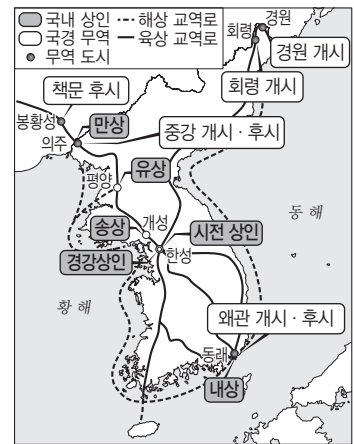 국내 상인 해상 교역로
국경 무역 육상 교역로
무역 도시
경원
회령
경원 개시
책문 후시
회령 개시
봉황성
만상
의주
중강 개시 · 후시
유상
평양
송상
개성
시전 상인
동해
경강상인
한성
황해
왜관 개시 · 후시
동래
내상